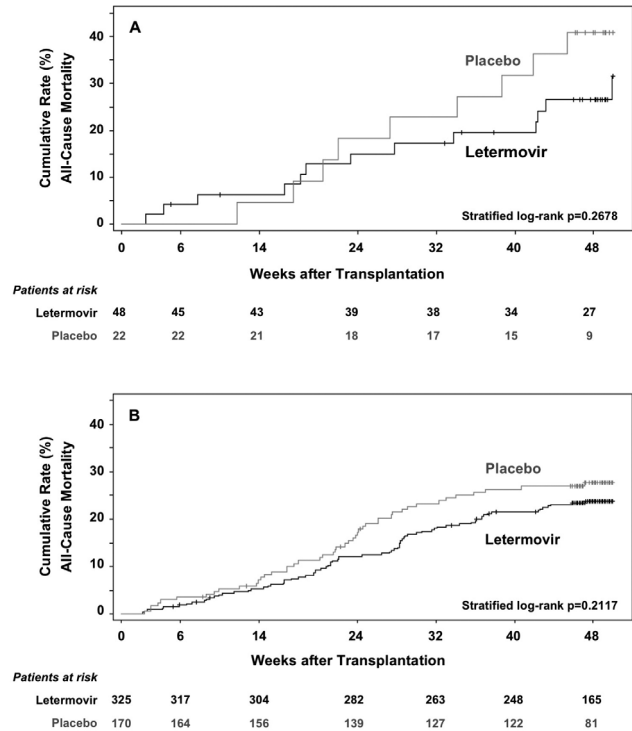 A
Cumulative Rate (%)
All-Cause Mortality
40
30
20
10
0
Placebo
Letermovir
Stratified log-rank p=0.2678
0 6 14 24 32 40 48
Weeks after Transplantation
Patients at risk
Letermovir 48 45 43 39 38 34 27
Placebo 22 22 21 18 17 15 9
B
Cumulative Rate (%)
All-Cause Mortality
40
30
20
10
0
Placebo
Letermovir
Stratified log-rank p=0.2117
0 6 14 24 32 40 48
Weeks after Transplantation
Patients at risk
Letermovir 325 317 304 282 263 248 165
Placebo 170 164 156 139 127 122 81